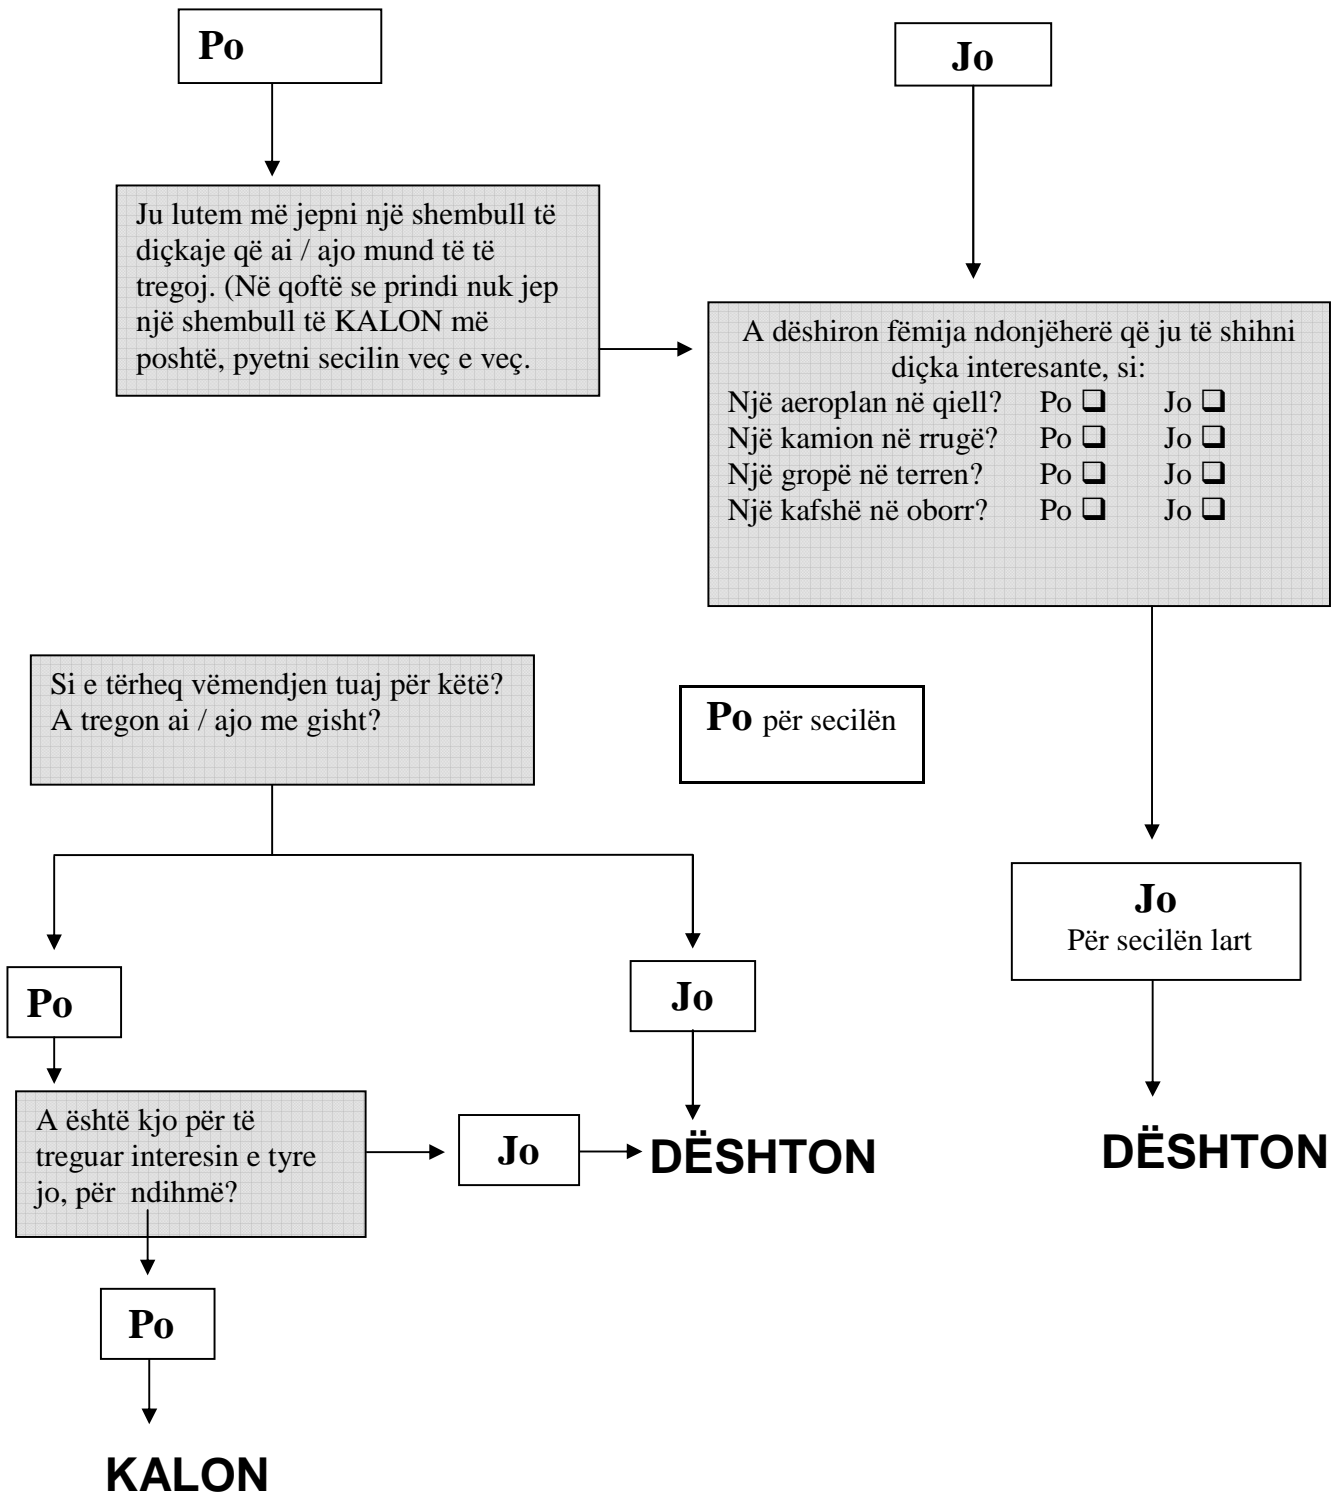 Po
Jo
Ju lutem më jepni një shembull të
diçkaje që ai / ajo mund të të
tregoj. (Në qoftë se prindi nuk jep
një shembull të KALON më
poshtë, pyetni secilin veç e veç.
A dëshiron fëmija ndonjëherë që ju të shihni
diçka interesante, si:
Një aeroplan në qiell? Po ❑ Jo ❑
Një kamion në rrugë? Po ❑ Jo ❑
Një gropë në terren? Po ❑ Jo ❑
Një kafshë në oborr? Po ❑ Jo ❑
Si e tërheq vëmendjen tuaj për këtë?
A tregon ai / ajo me gisht?
Po për secilën
Jo
Për secilën lart
Po
Jo
A është kjo për të
treguar interesin e tyre
jo, për ndihmë?
Jo
DËSHTON
DËSHTON
Po
KALON